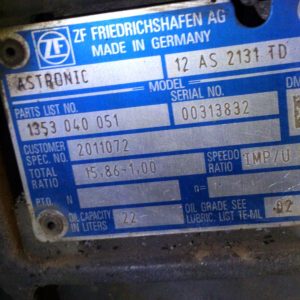 ZF FRIEDRICHSHAFEN AG
MADE IN GERMANY
ASTRONIC 12 AS 2131 TD
MODEL
PARTS LIST NO. SERIAL NO. DM
1353 040 051 00313832
CUSTOMER SPEC. NO. 2011072
TOTAL RATIO 15.86-1.00 SPEEDO RATIO IMP/U
PTO N n=
OIL CAPACITY IN LITERS 22 OIL GRADE SEE LUBRIC. LIST TE-ML 02